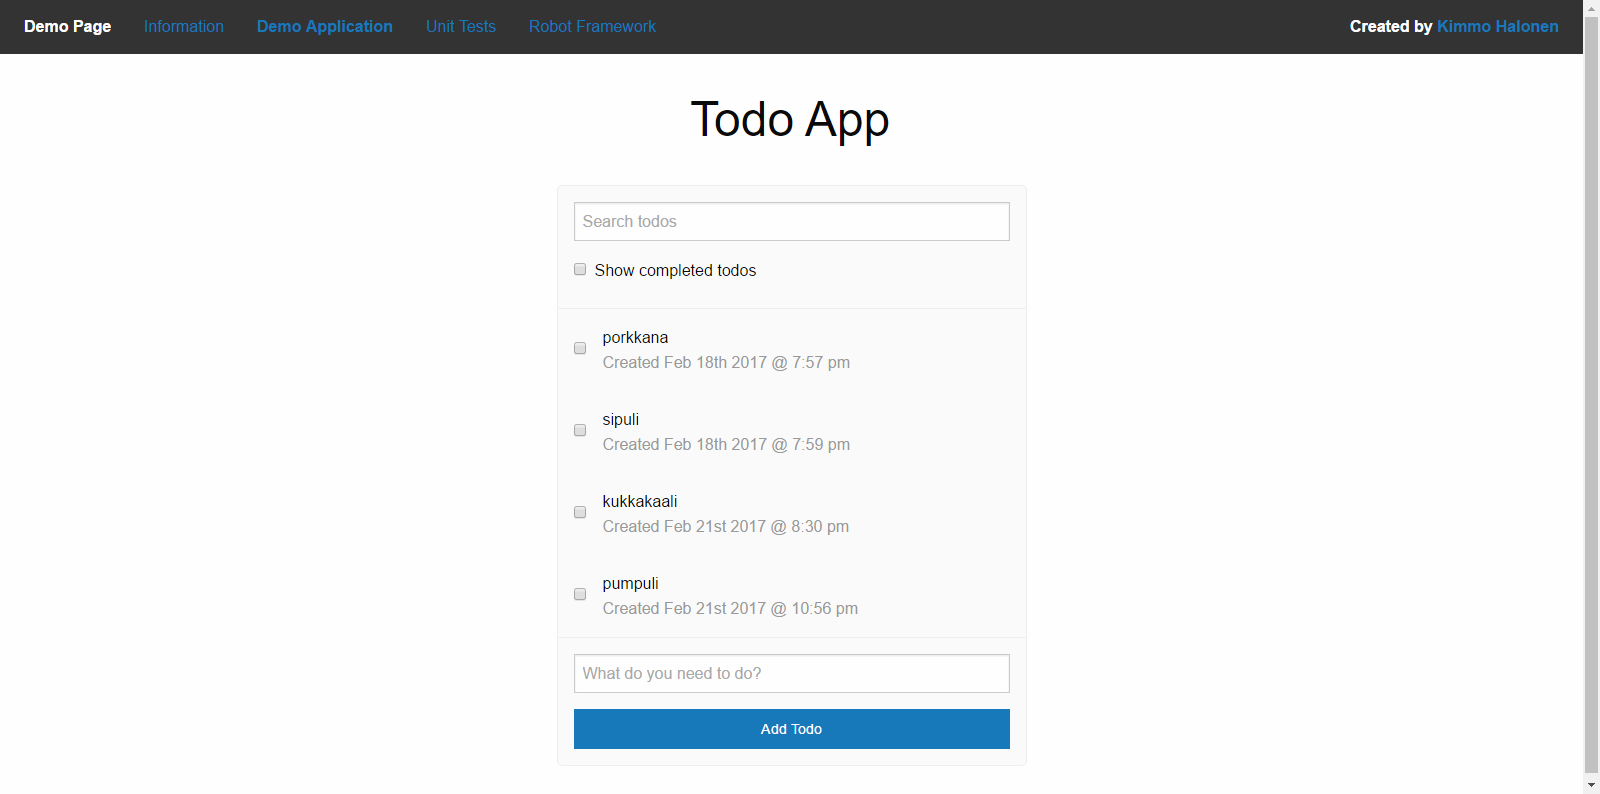 Demo Page Information Demo Application Unit Tests Robot Framework Created by Kimmo Halonen
Todo App
Search todos
Show completed todos
porkkana
Created Feb 18th 2017 @ 7:57 pm
sipuli
Created Feb 18th 2017 @ 7:59 pm
kukkakaali
Created Feb 21st 2017 @ 8:30 pm
pumpuli
Created Feb 21st 2017 @ 10:56 pm
What do you need to do?
Add Todo